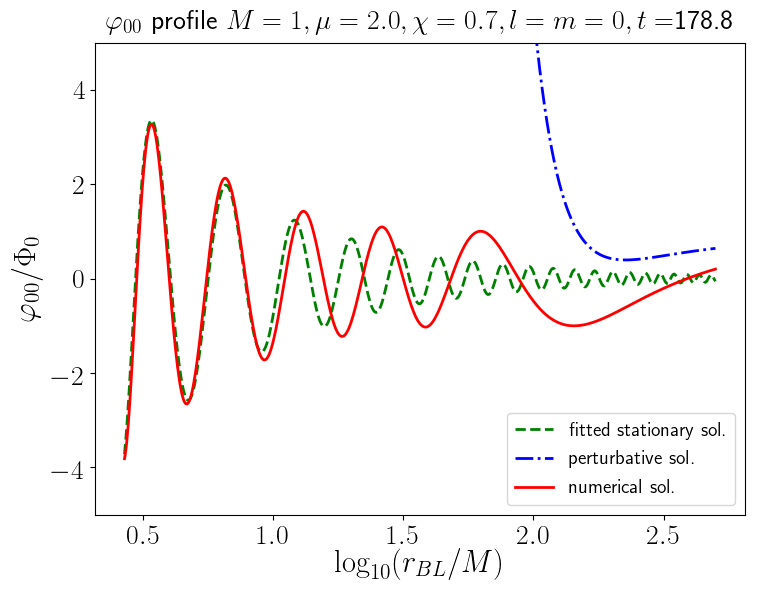 φ₀₀ profile M = 1, μ = 2.0, χ = 0.7, l = m = 0, t =178.8
φ₀₀/Φ₀
4
2
0
−2
−4
fitted stationary sol.
perturbative sol.
numerical sol.
0.5 1.0 1.5 2.0 2.5
log₁₀(r_BL/M)